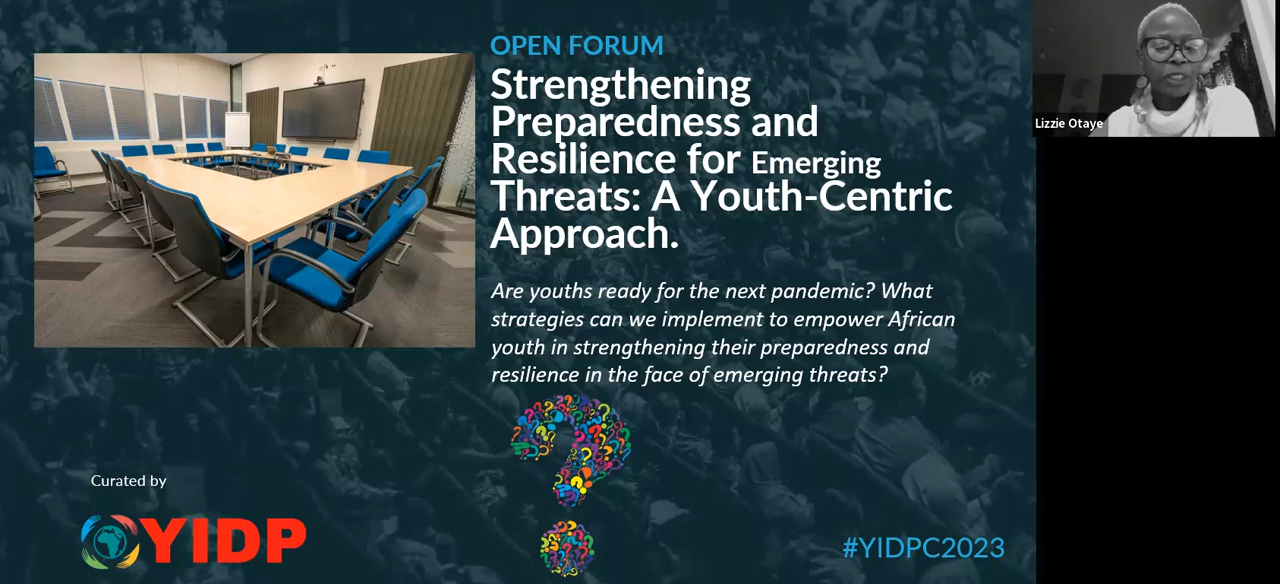 OPEN FORUM
Strengthening
Preparedness and
Resilience for Emerging
Threats: A Youth-Centric
Approach.
Are youths ready for the next pandemic? What
strategies can we implement to empower African
youth in strengthening their preparedness and
resilience in the face of emerging threats?
Curated by
YIDP
#YIDPC2023
Lizzie Otaye